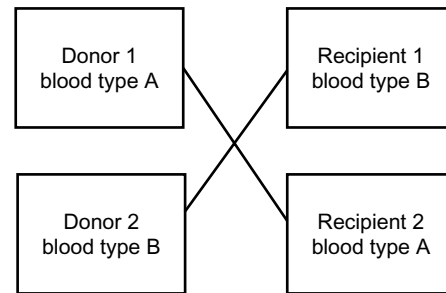 Donor 1
blood type A
Recipient 1
blood type B
Donor 2
blood type B
Recipient 2
blood type A